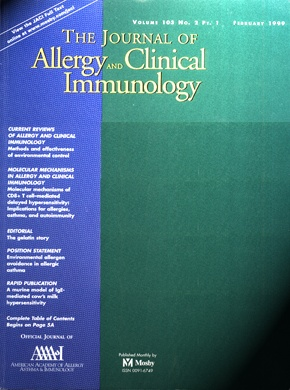 View the JACI Full Text
online at www.mosby.com/jaci
VOLUME 103 NO. 2 PT. 1 FEBRUARY 1999
THE JOURNAL OF
Allergy AND Clinical
Immunology
CURRENT REVIEWS
OF ALLERGY AND CLINICAL
IMMUNOLOGY
Methods and effectiveness
of environmental control
MOLECULAR MECHANISMS
IN ALLERGY AND CLINICAL
IMMUNOLOGY
Molecular mechanisms of
CD8+ T cell-mediated
delayed hypersensitivity:
Implications for allergies,
asthma, and autoimmunity
EDITORIAL
The gelatin story
POSITION STATEMENT
Environmental allergen
avoidance in allergic
asthma
RAPID PUBLICATION
A murine model of IgE-
mediated cow's milk
hypersensitivity
Complete Table of Contents
Begins on Page 5A
OFFICIAL JOURNAL OF
AAAAI
AMERICAN ACADEMY OF ALLERGY
ASTHMA & IMMUNOLOGY
Published Monthly by
Mosby
ISSN 0091-6749